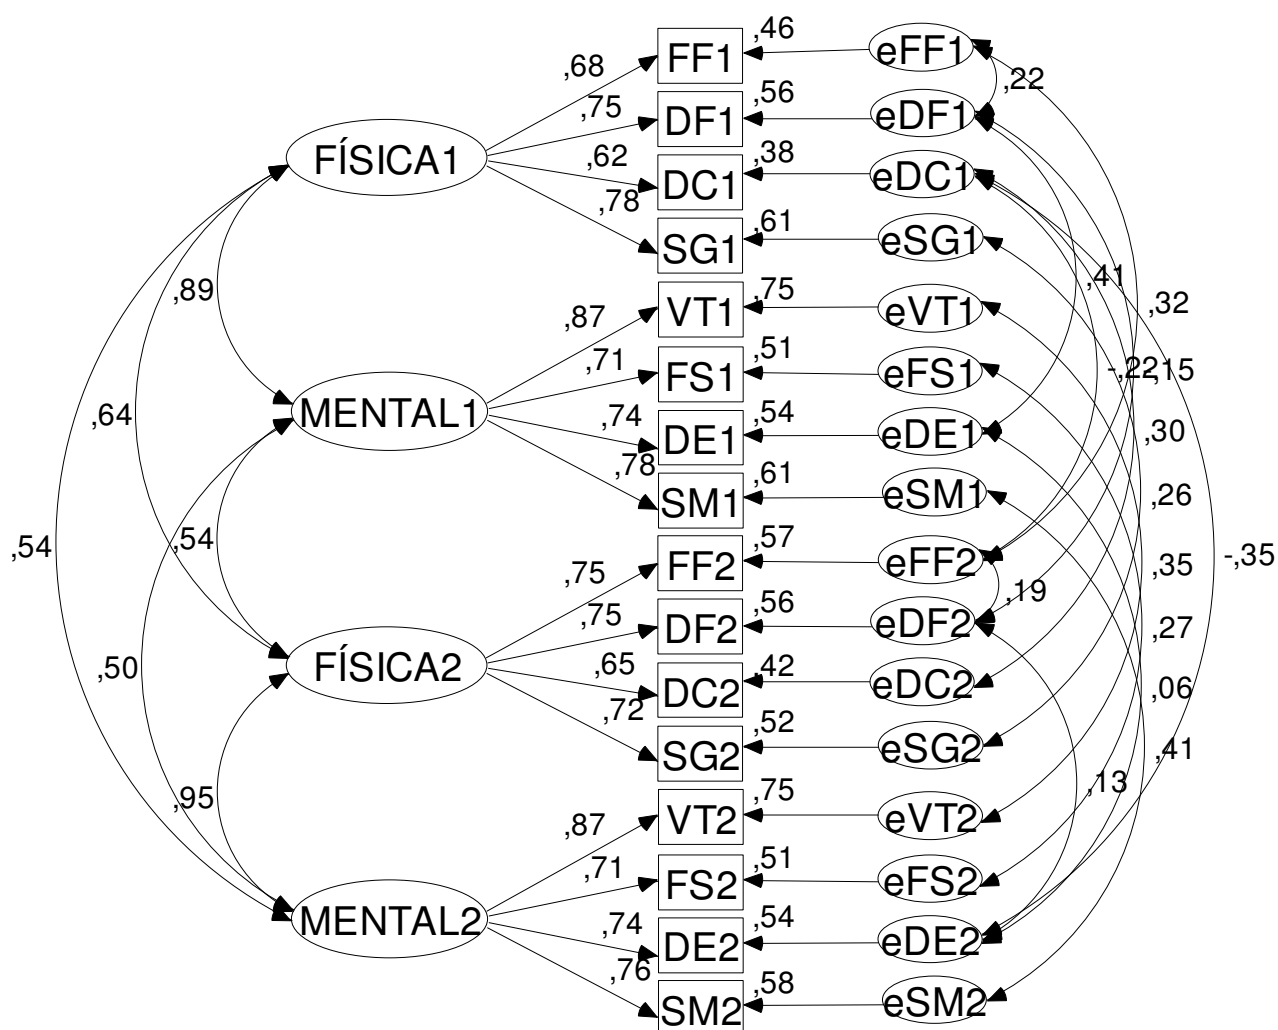 ,46
FF1
eFF1
,68
,22
,75
,56
DF1
eDF1
FÍSICA1
,62
,38
DC1
eDC1
,78
,61
SG1
eSG1
,89
,41
,32
,87
,75
VT1
eVT1
,71
,51
FS1
eFS1
-,22
,15
MENTAL1
,64
,74
,54
DE1
eDE1
,30
,78
,61
SM1
eSM1
,26
,54
,54
,57
FF2
eFF2
,35
-,35
,75
,19
,75
,56
DF2
eDF2
,27
FÍSICA2
,50
,65
,42
DC2
eDC2
,06
,72
,52
SG2
eSG2
,41
,95
,13
,87
,75
VT2
eVT2
,71
,51
FS2
eFS2
MENTAL2
,74
,54
DE2
eDE2
,76
,58
SM2
eSM2